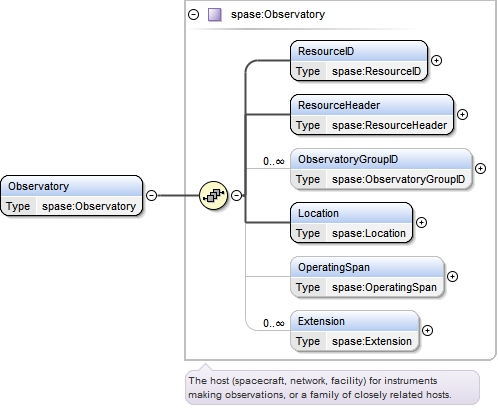 spase:Observatory
ResourceID
Type spase:ResourceID
ResourceHeader
Type spase:ResourceHeader
0..∞
ObservatoryGroupID
Type spase:ObservatoryGroupID
Observatory
Type spase:Observatory
Location
Type spase:Location
OperatingSpan
Type spase:OperatingSpan
0..∞
Extension
Type spase:Extension
The host (spacecraft, network, facility) for instruments
making observations, or a family of closely related hosts.